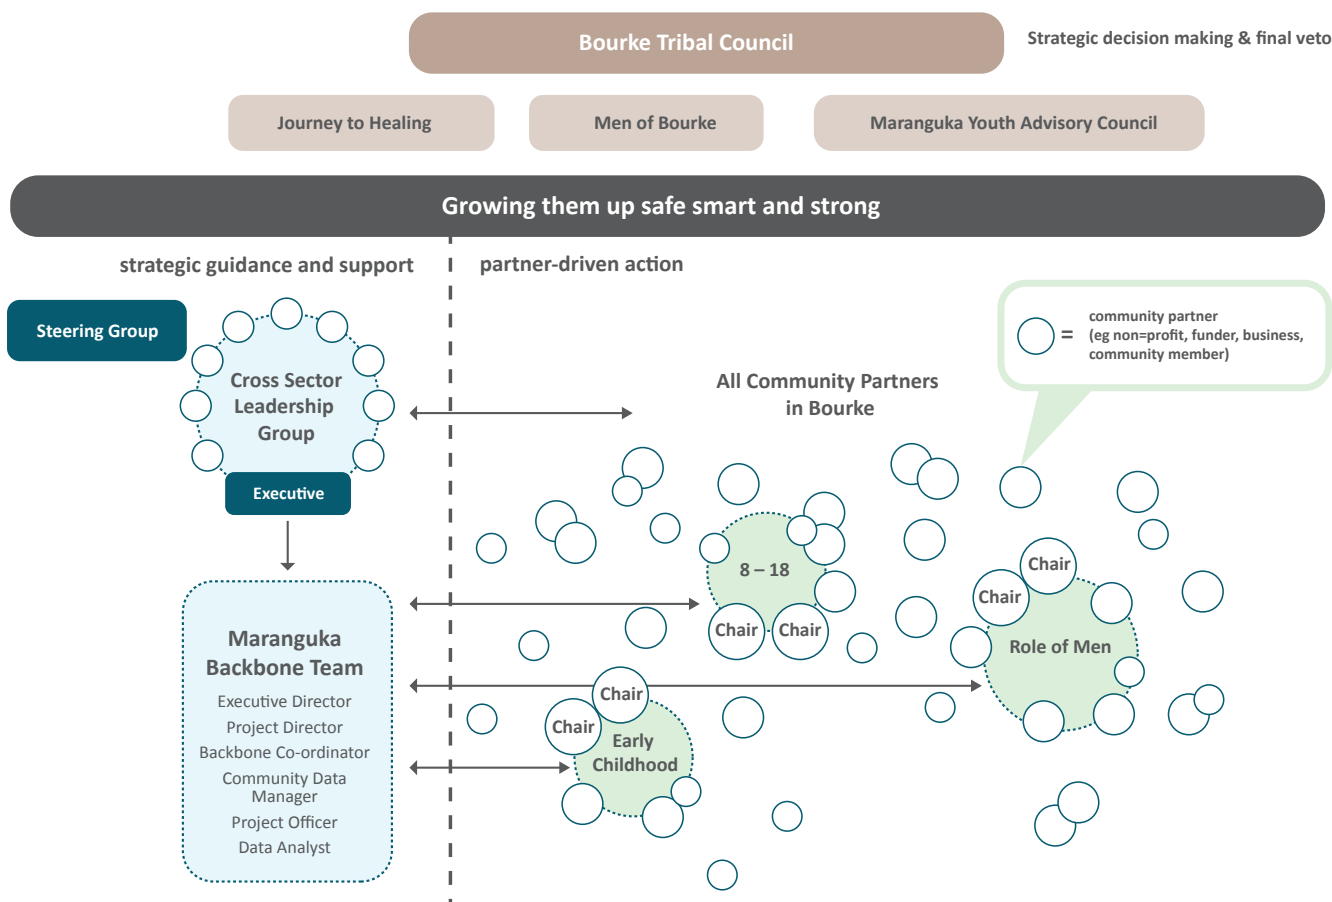 Bourke Tribal Council
Strategic decision making & final veto
Journey to Healing
Men of Bourke
Maranguka Youth Advisory Council
Growing them up safe smart and strong
strategic guidance and support
partner-driven action
Steering Group
Cross Sector
Leadership
Group
Executive
community partner
(eg non=profit, funder, business,
community member)
=
All Community Partners
in Bourke
8 – 18
Chair
Chair
Chair
Chair
Role of Men
Maranguka
Backbone Team
Executive Director
Project Director
Backbone Co-ordinator
Community Data
Manager
Project Officer
Data Analyst
Chair
Chair
Early
Childhood